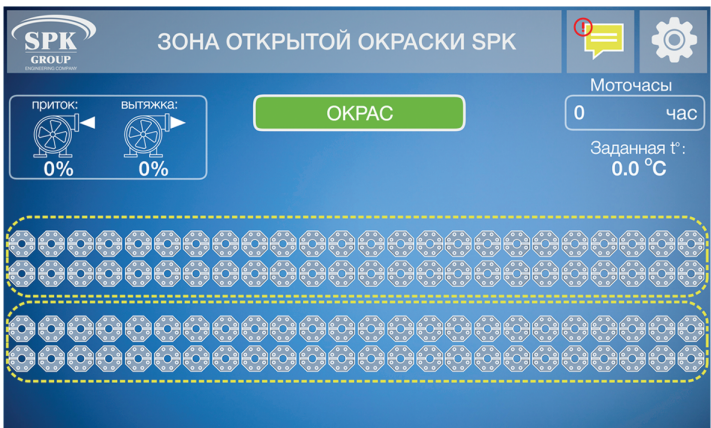 SPK
GROUP
ENGINEERING COMPANY
ЗОНА ОТКРЫТОЙ ОКРАСКИ SPK
!
приток:
вытяжка:
0%
0%
ОКРАС
Моточасы
0 час
Заданная t°:
0.0 °C